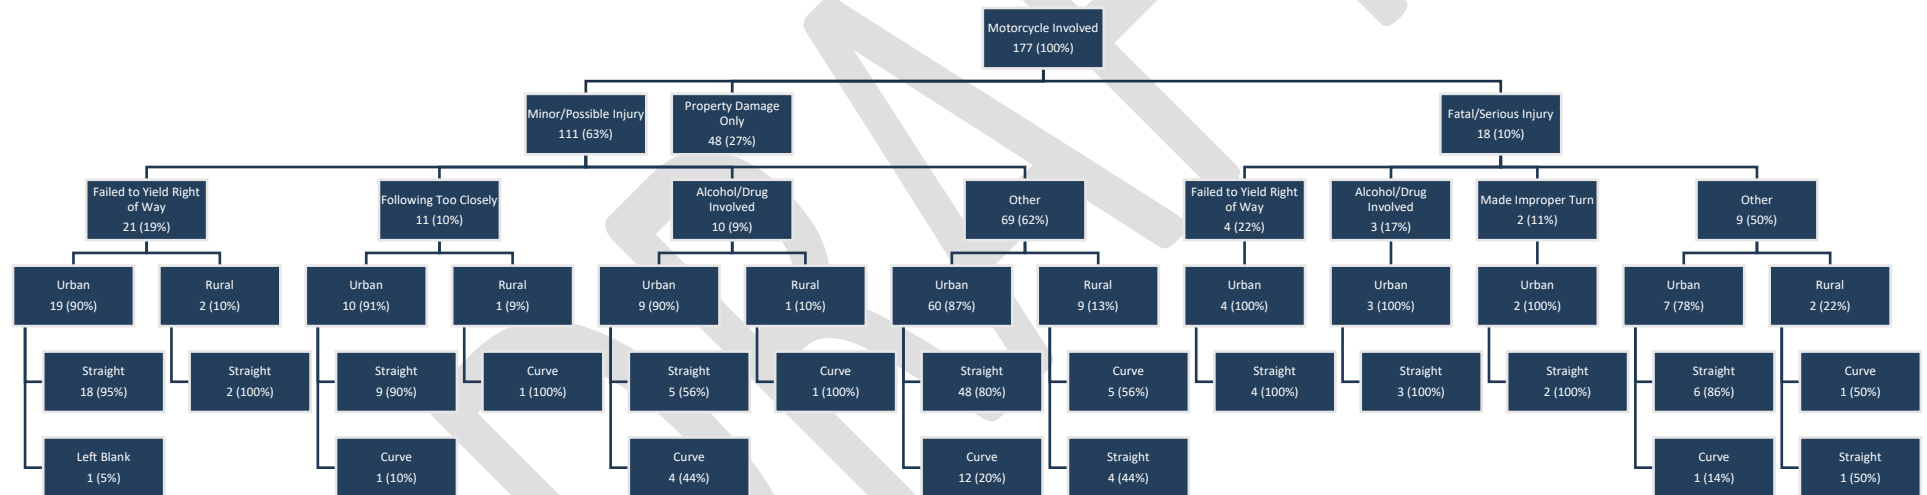 Motorcycle Involved
177 (100%)
Minor/Possible Injury
111 (63%)
Property Damage
Only
48 (27%)
Fatal/Serious Injury
18 (10%)
Failed to Yield Right
of Way
21 (19%)
Following Too Closely
11 (10%)
Alcohol/Drug
Involved
10 (9%)
Other
69 (62%)
Failed to Yield Right
of Way
4 (22%)
Alcohol/Drug
Involved
3 (17%)
Made Improper Turn
2 (11%)
Other
9 (50%)
Urban
19 (90%)
Rural
2 (10%)
Urban
10 (91%)
Rural
1 (9%)
Urban
9 (90%)
Rural
1 (10%)
Urban
60 (87%)
Rural
9 (13%)
Urban
4 (100%)
Urban
3 (100%)
Urban
2 (100%)
Urban
7 (78%)
Rural
2 (22%)
Straight
18 (95%)
Straight
2 (100%)
Straight
9 (90%)
Curve
1 (100%)
Straight
5 (56%)
Curve
1 (100%)
Straight
48 (80%)
Curve
5 (56%)
Straight
4 (100%)
Straight
3 (100%)
Straight
2 (100%)
Straight
6 (86%)
Curve
1 (50%)
Left Blank
1 (5%)
Curve
1 (10%)
Curve
4 (44%)
Curve
12 (20%)
Straight
4 (44%)
Curve
1 (14%)
Straight
1 (50%)